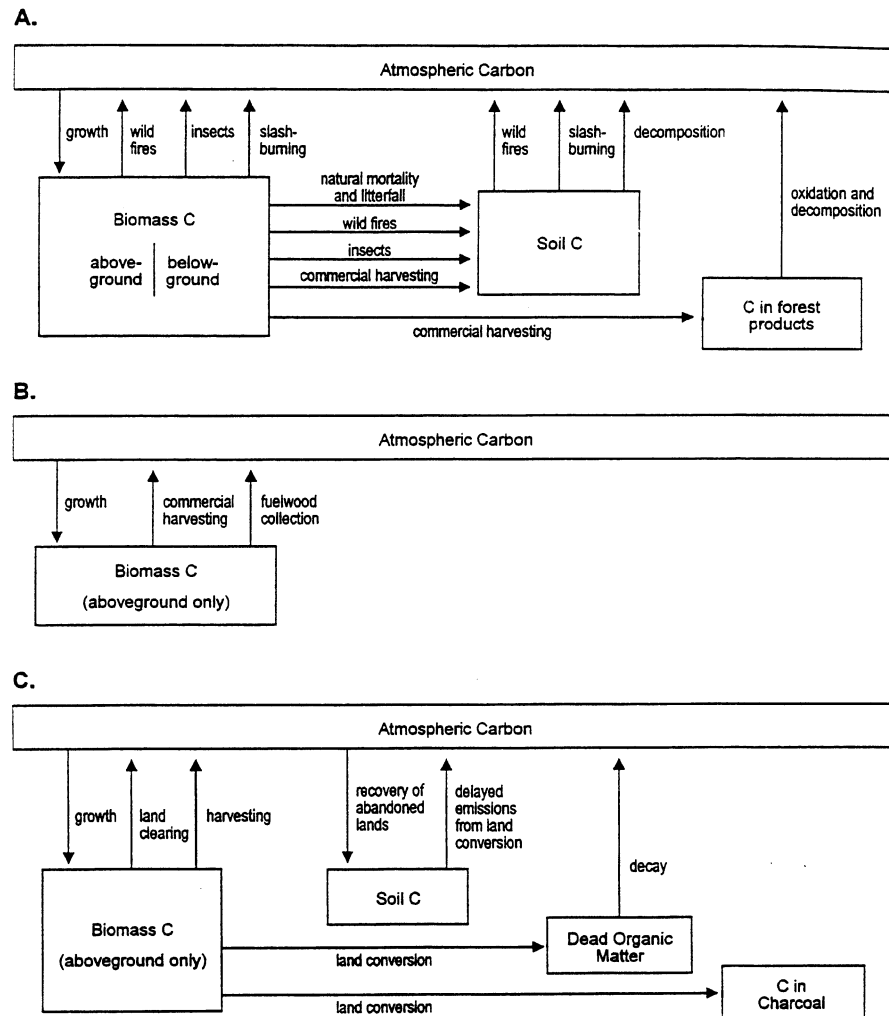 A.
Atmospheric Carbon
growth
wild
fires
insects
slash-
burning
wild
fires
slash-
burning
decomposition
oxidation and
decomposition
Biomass C
above-
ground
below-
ground
natural mortality
and litterfall
wild fires
insects
commercial harvesting
commercial harvesting
Soil C
C in forest
products
B.
Atmospheric Carbon
growth
commercial
harvesting
fuelwood
collection
Biomass C
(aboveground only)
C.
Atmospheric Carbon
growth
land
clearing
harvesting
recovery of
abandoned
lands
delayed
emissions
from land
conversion
decay
Biomass C
(aboveground only)
Soil C
land conversion
Dead Organic
Matter
land conversion
C in
Charcoal